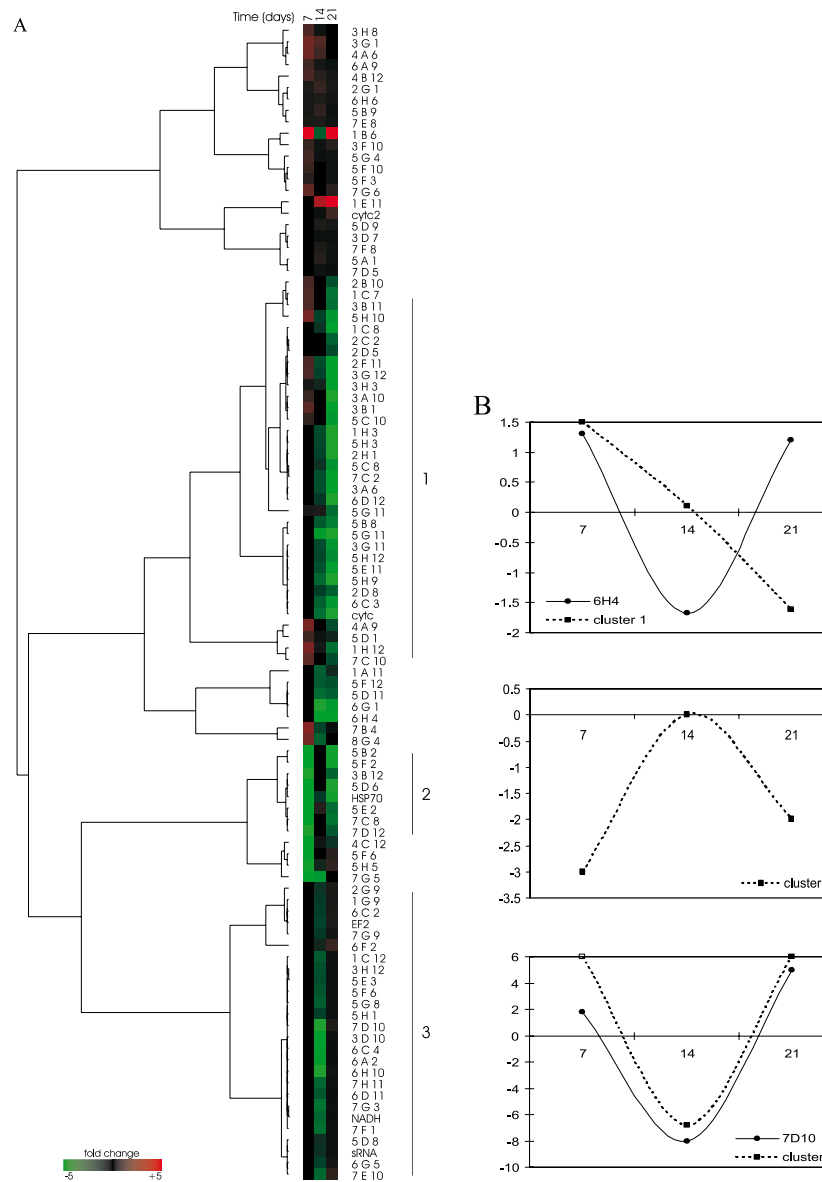 A
Time (days)
7 14 21
3 H 8
3 G 1
4 A 6
6 A 9
4 B 12
2 G 1
6 H 6
5 B 9
7 E 8
1 B 6
3 F 10
5 G 4
5 F 10
5 F 3
7 G 6
1 E 11
cytc2
5 D 9
3 D 7
7 F 8
5 A 1
7 D 5
2 B 10
1 C 7
3 B 11
5 H 10
1 C 8
2 C 2
2 D 5
2 F 11
3 G 12
3 H 3
3 A 10
3 B 1
5 C 10
1 H 3
5 H 3
2 H 1
5 C 8
7 C 2
3 A 6
6 D 12
5 G 11
5 B 8
5 G 11
3 G 11
5 H 12
5 E 11
5 H 9
2 D 8
6 C 3
cytc
4 A 9
5 D 1
1 H 12
7 C 10
1
1 A 11
5 F 12
5 D 11
6 G 1
6 H 4
7 B 4
8 G 4
5 B 2
5 F 2
3 B 12
5 D 6
HSP70
5 E 2
7 C 8
7 D 12
2
4 C 12
5 F 6
5 H 5
7 G 5
2 G 9
1 G 9
6 C 2
EF2
7 G 9
6 F 2
1 C 12
3 H 12
5 E 3
5 F 6
5 G 8
5 H 1
7 D 10
3 D 10
6 C 4
6 A 2
6 H 10
7 H 11
6 D 11
7 G 3
NADH
7 F 1
5 D 8
sRNA
6 G 5
7 E 10
3
fold change
-5 +5
B
1.5
1
0.5
0
-0.5
-1
-1.5
-2
7 14 21
6H4
cluster 1
0.5
0
-0.5
-1
-1.5
-2
-2.5
-3
-3.5
7 14 21
cluster
6
4
2
0
-2
-4
-6
-8
-10
7 14 21
7D10
cluster